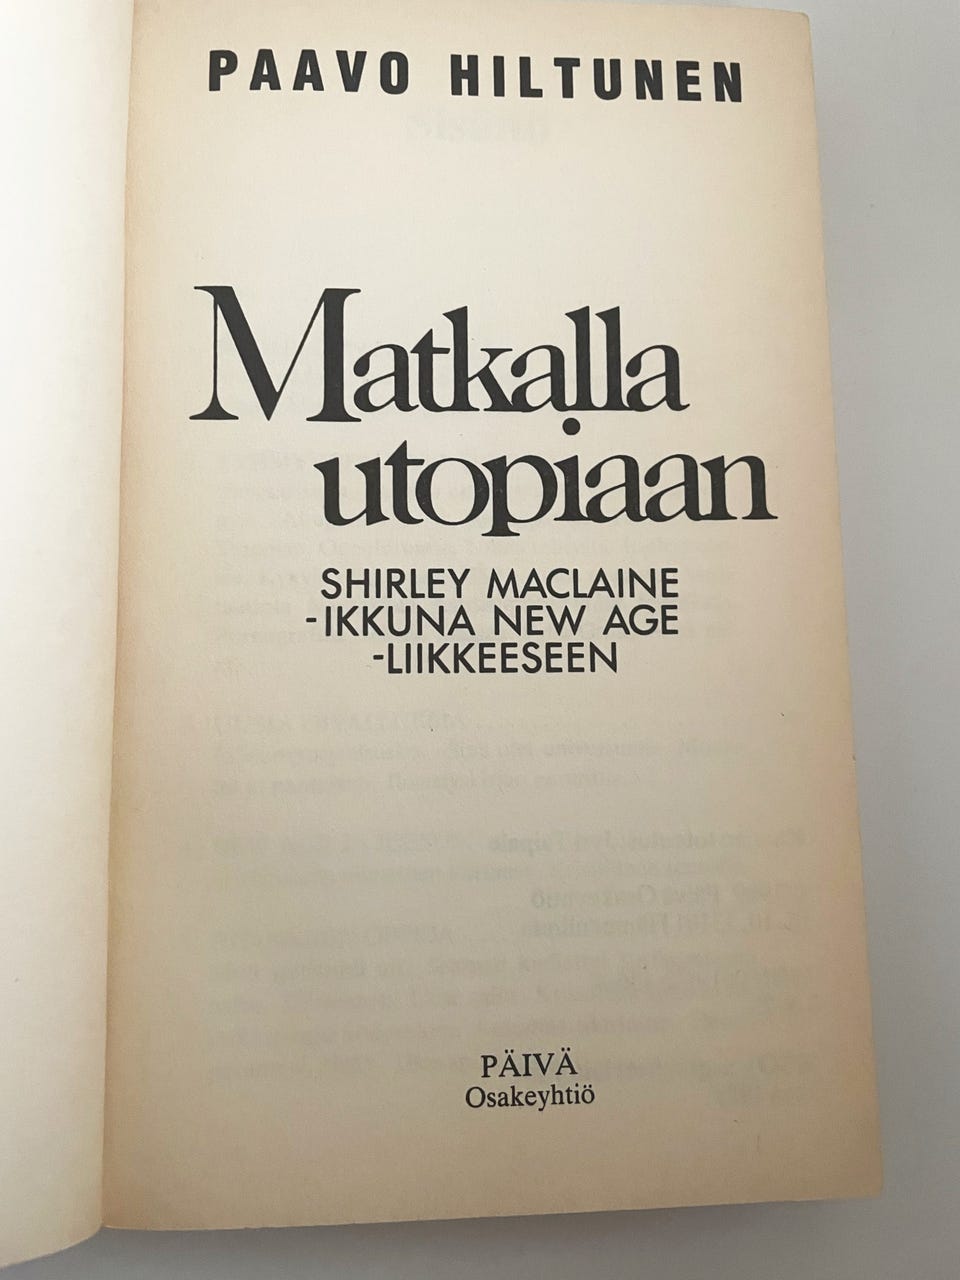 PAAVO HILTUNEN
Matkalla
utopiaan
SHIRLEY MACLAINE
-IKKUNA NEW AGE
-LIIKKEESEEN
PÄIVÄ
Osakeyhtiö